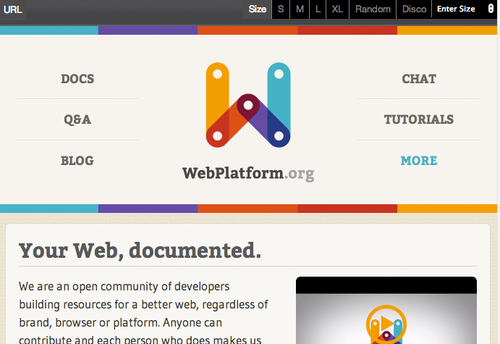 URL Size S M L XL Random Disco Enter Size
DOCS
Q&A
BLOG
WebPlatform.org
CHAT
TUTORIALS
MORE
Your Web, documented.
We are an open community of developers
building resources for a better web, regardless of
brand, browser or platform. Anyone can
contribute and each person who does makes us